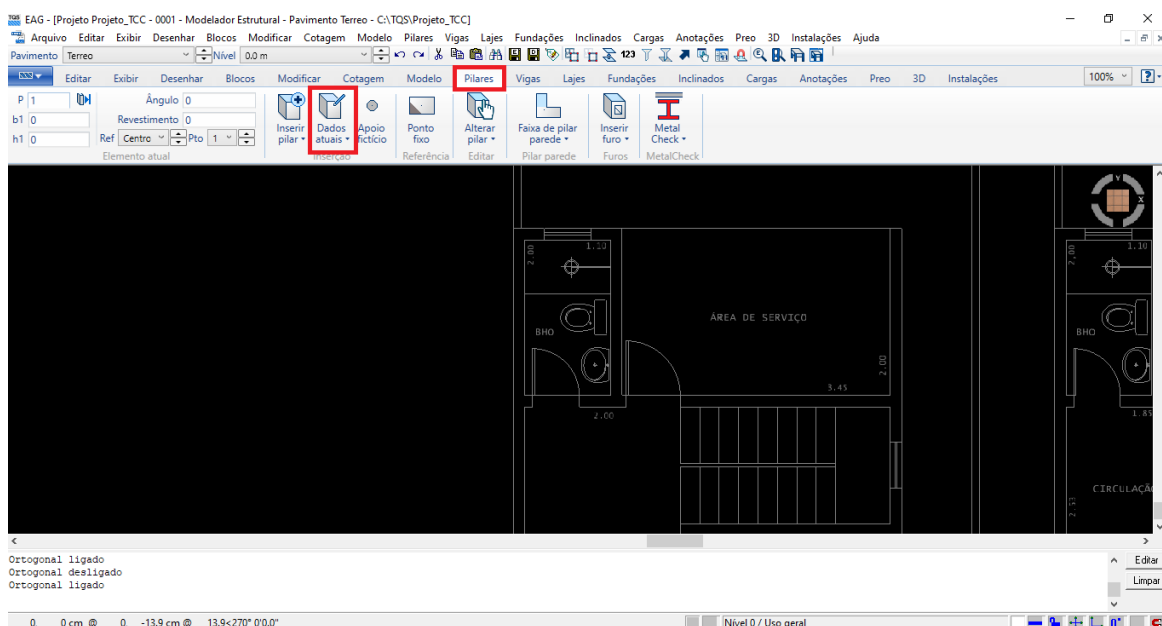 EAG - [Projeto Projeto_TCC - 0001 - Modelador Estrutural - Pavimento Terreo - C:\TQS\Projeto_TCC]
Arquivo Editar Exibir Desenhar Blocos Modificar Cotagem Modelo Pilares Vigas Lajes Fundações Inclinados Cargas Anotações Preo 3D Instalações Ajuda
Pavimento Terreo Nível 0.0 m 123
Editar Exibir Desenhar Blocos Modificar Cotagem Modelo Pilares Vigas Lajes Fundações Inclinados Cargas Anotações Preo 3D Instalações 100%
P 1 Ângulo 0
b1 0 Revestimento 0
h1 0 Ref Centro Pto 1
Inserir Dados Apoio Ponto Alterar Faixa de pilar Inserir Metal
pilar atuais fictício fixo pilar parede furo Check
Elemento atual Inserção Referência Editar Pilar parede Furos MetalCheck
Y
X
2.00 1.10 2.00 1.10
ÁREA DE SERVIÇO
BHO BHO
2.00
3.45
2.00 1.85
CIRCULAÇÃO
2.53
Ortogonal ligado
Ortogonal desligado
Ortogonal ligado
Editar
Limpar
0. 0 cm @ 0. -13.9 cm @ 13.9<270° 0'0.0" Nível 0 / Uso geral